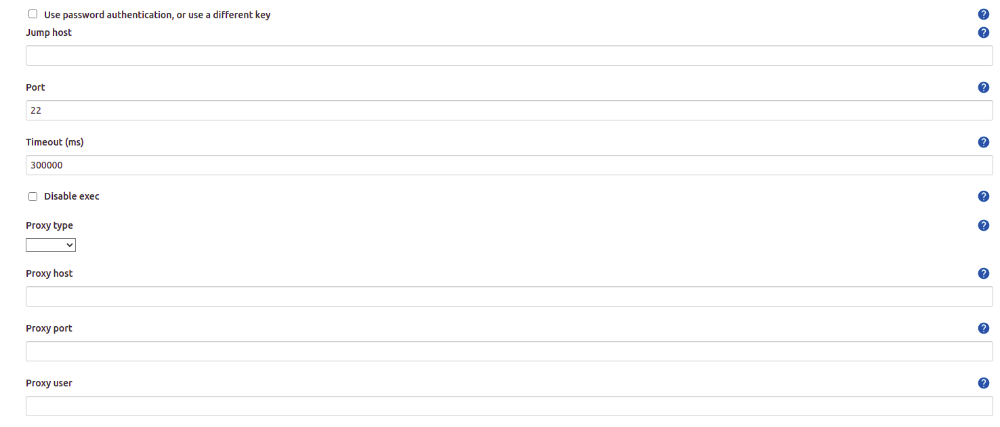 Use password authentication, or use a different key
Jump host
Port
22
Timeout (ms)
300000
Disable exec
Proxy type
Proxy host
Proxy port
Proxy user